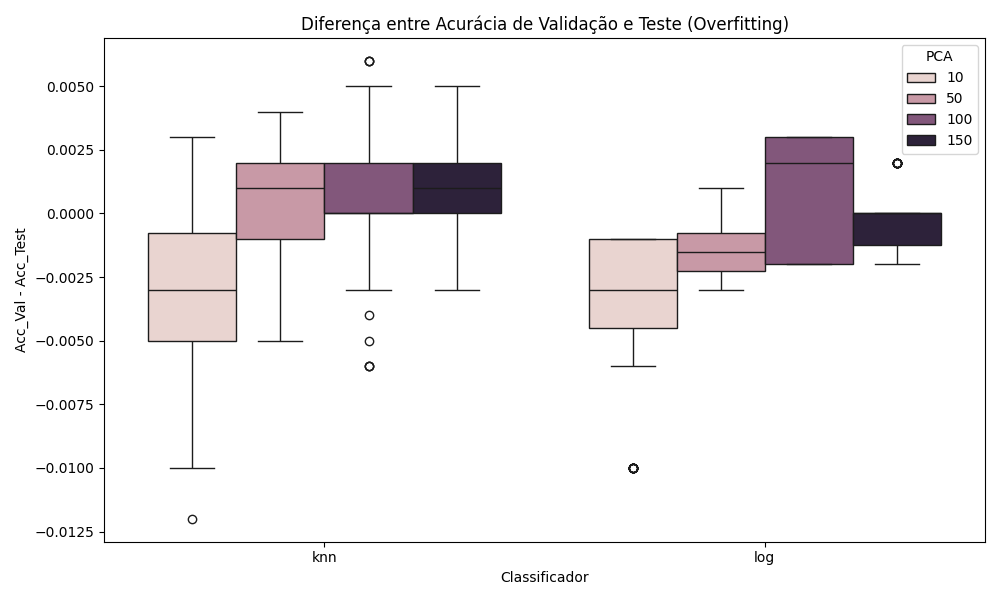 Diferença entre Acurácia de Validação e Teste (Overfitting)
PCA
10
50
100
150
0.0050
0.0025
0.0000
−0.0025
−0.0050
−0.0075
−0.0100
−0.0125
Acc_Val - Acc_Test
knn
log
Classificador